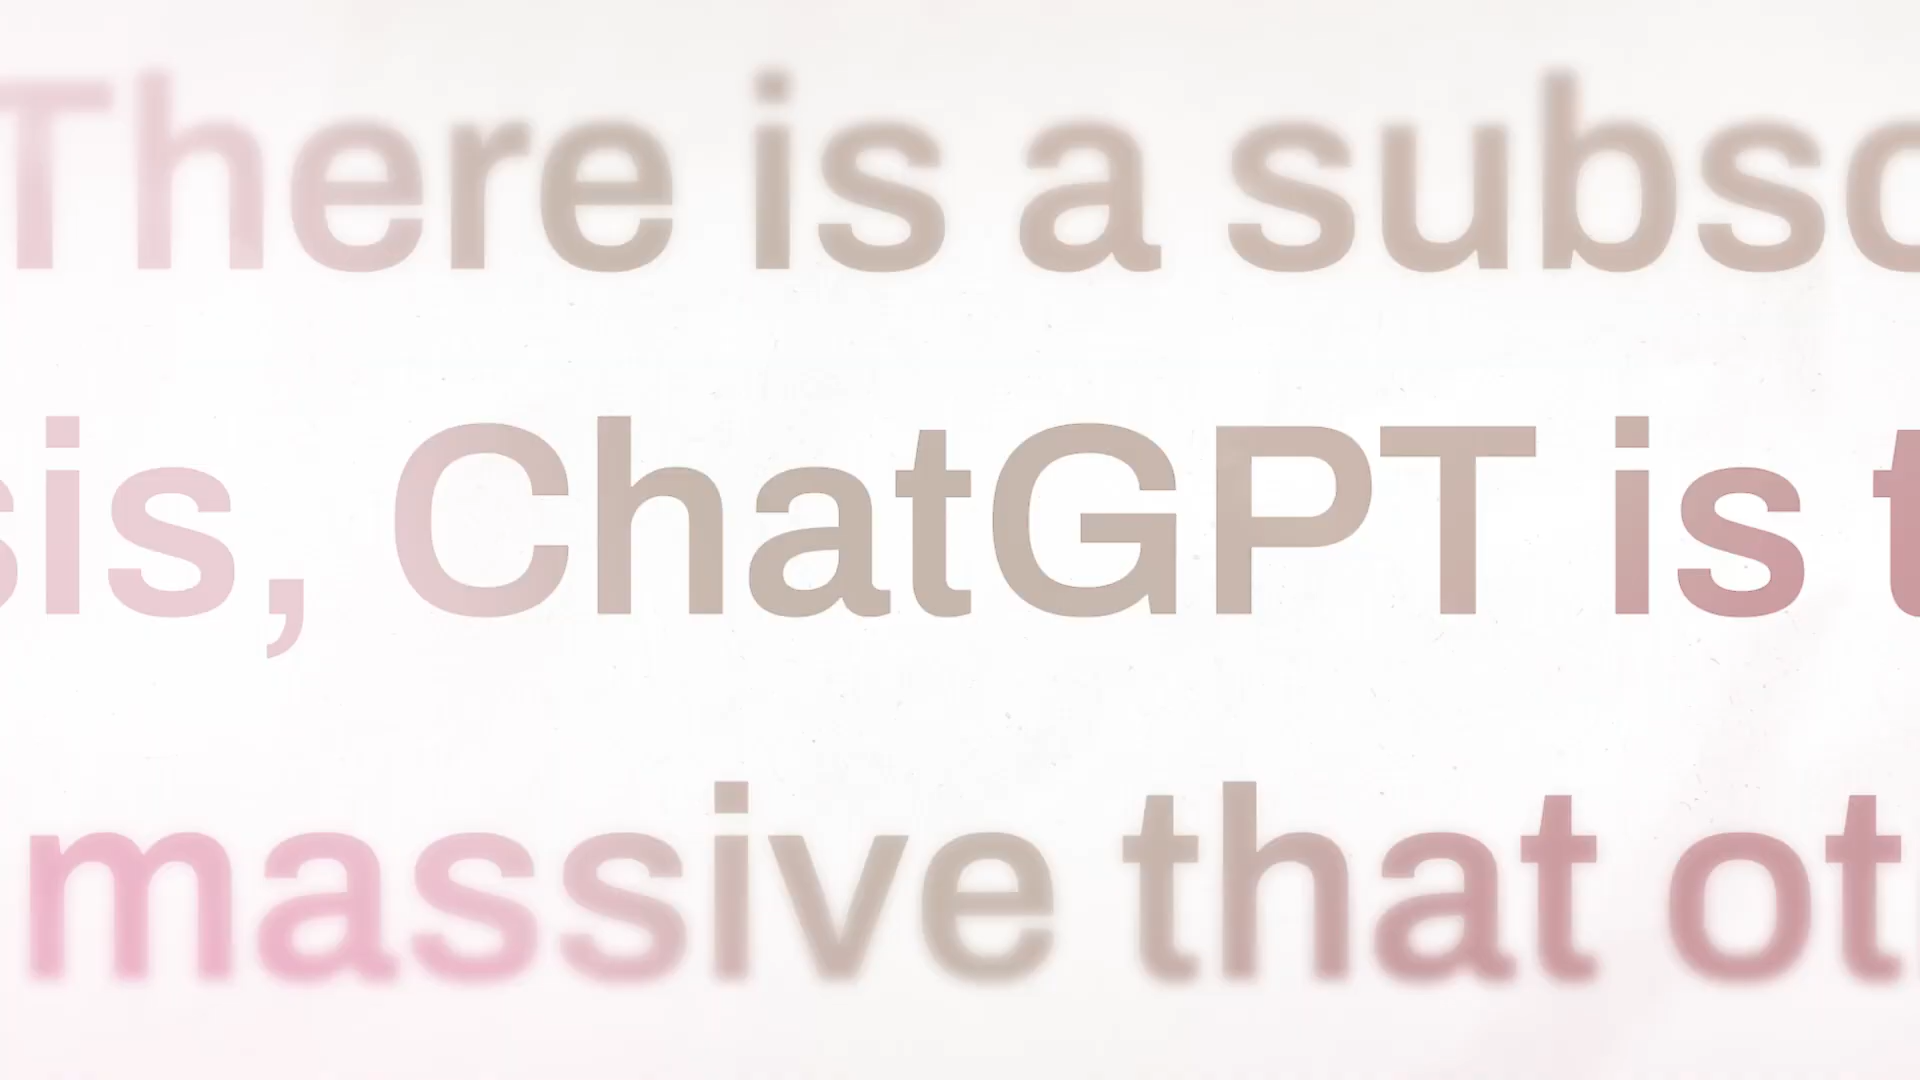 There is a subsc
sis, ChatGPT is t
massive that ot